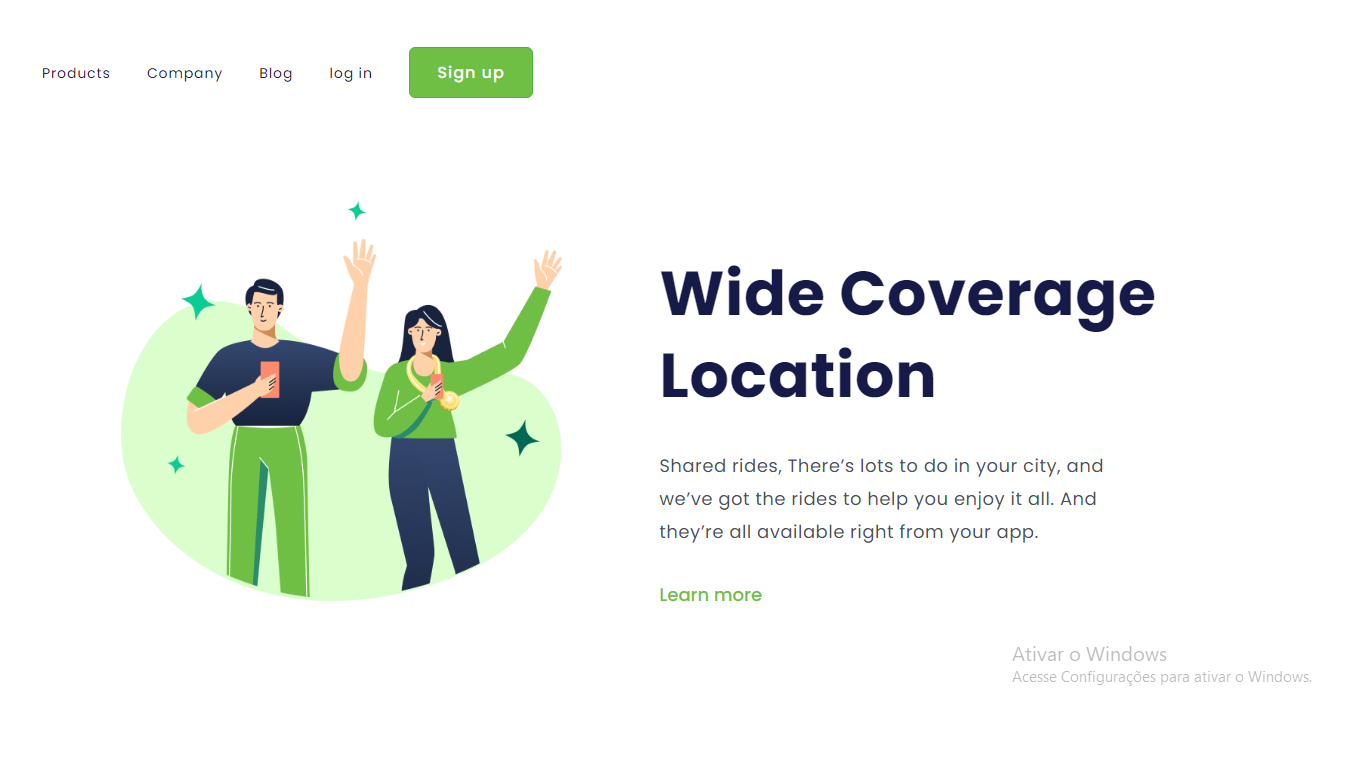 Products Company Blog log in Sign up
Wide Coverage
Location
Shared rides, There’s lots to do in your city, and
we’ve got the rides to help you enjoy it all. And
they’re all available right from your app.
Learn more
Ativar o Windows
Acesse Configurações para ativar o Windows.